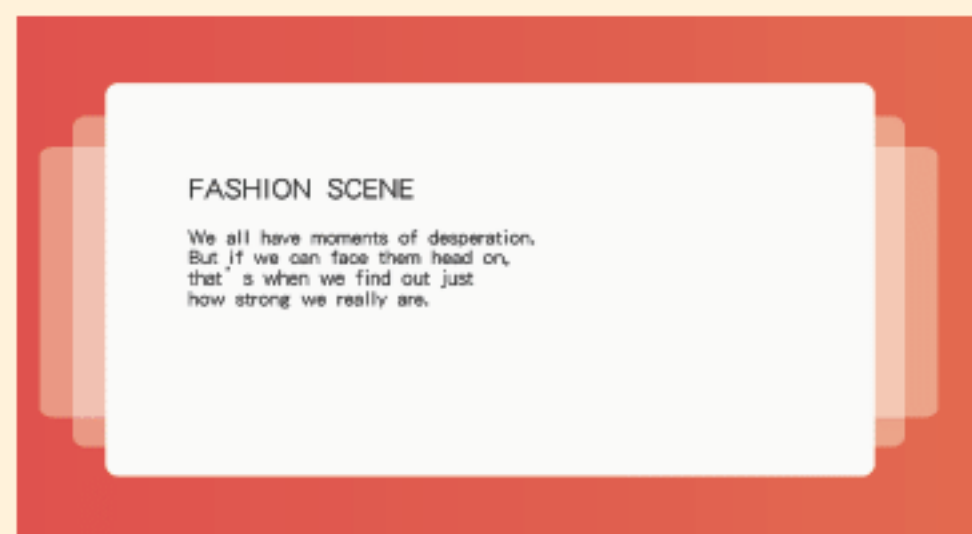 FASHION SCENE
We all have moments of desperation.
But if we can face them head on,
that’s when we find out just
how strong we really are.